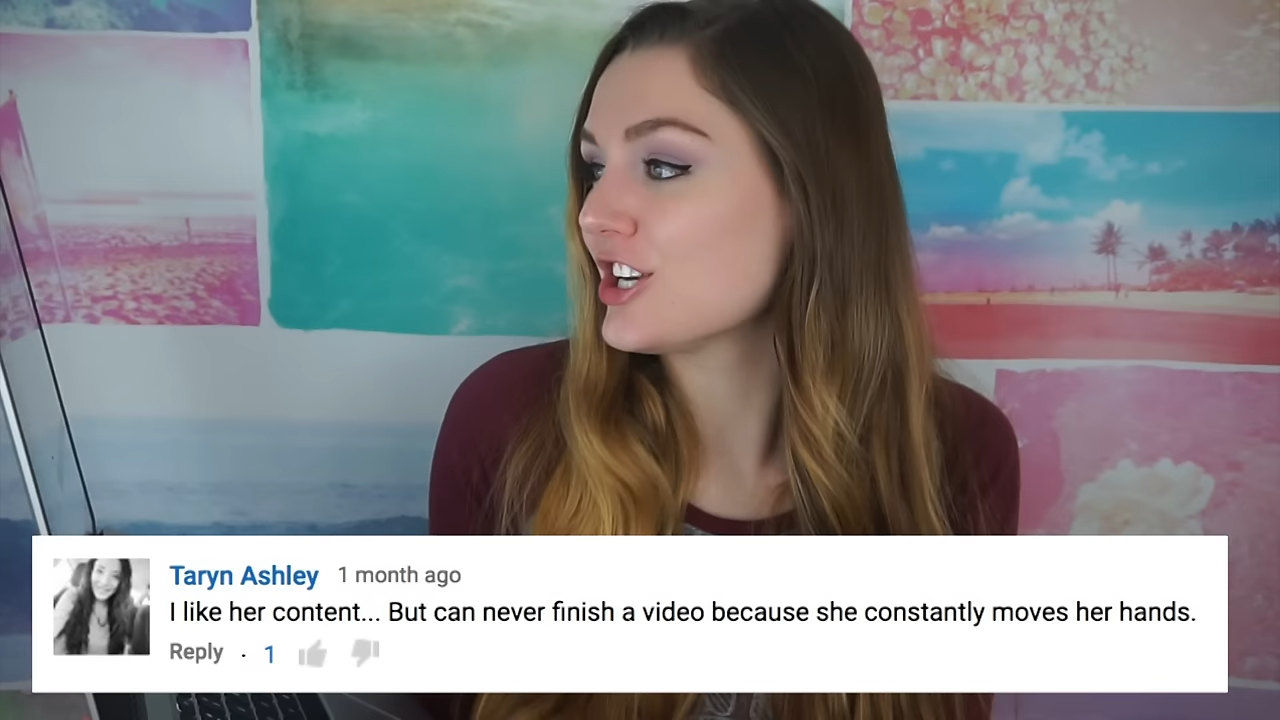 Taryn Ashley 1 month ago
I like her content... But can never finish a video because she constantly moves her hands.
Reply · 1